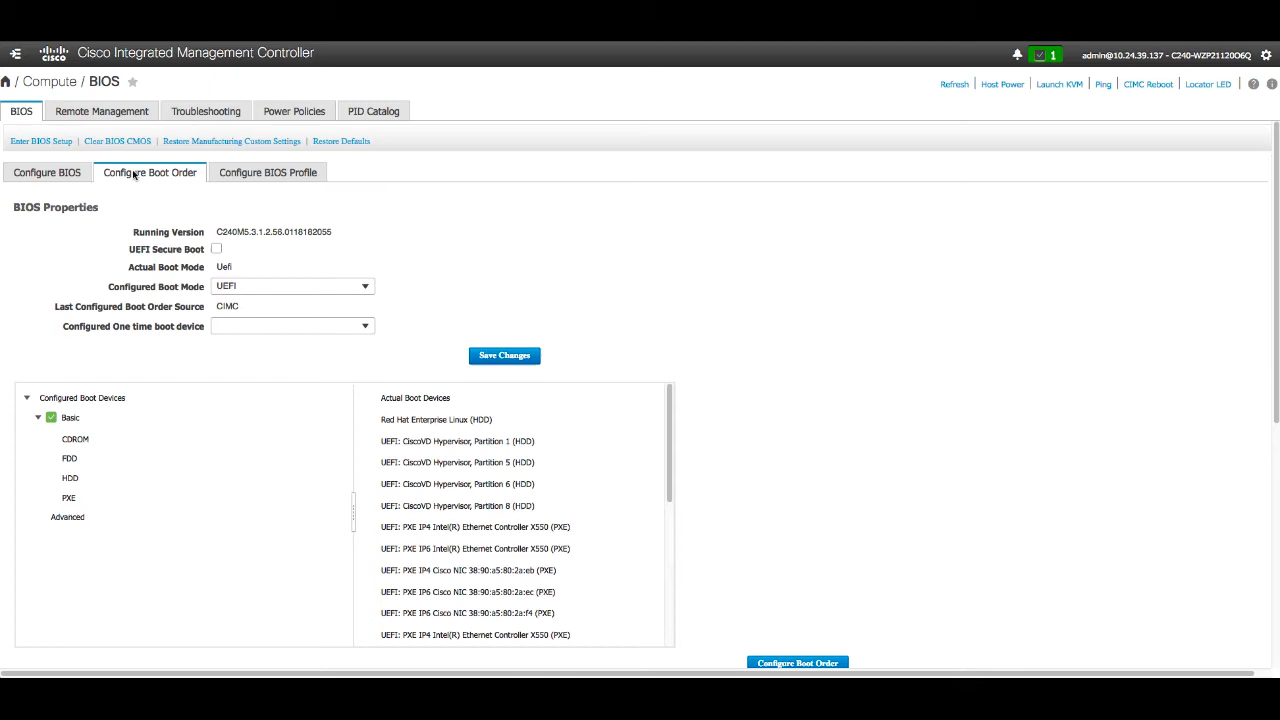 cisco Cisco Integrated Management Controller 1 admin@10.24.39.137 - C240-WZP21120O6Q
/ Compute / BIOS Refresh | Host Power | Launch KVM | Ping | CIMC Reboot | Locator LED | ? i
BIOS Remote Management Troubleshooting Power Policies PID Catalog
Enter BIOS Setup | Clear BIOS CMOS | Restore Manufacturing Custom Settings | Restore Defaults
Configure BIOS Configure Boot Order Configure BIOS Profile
BIOS Properties
Running Version C240M5.3.1.2.56.0118182055
UEFI Secure Boot
Actual Boot Mode Uefi
Configured Boot Mode UEFI
Last Configured Boot Order Source CIMC
Configured One time boot device
Save Changes
Configured Boot Devices
Basic
CDROM
FDD
HDD
PXE
Advanced
Actual Boot Devices
Red Hat Enterprise Linux (HDD)
UEFI: CiscoVD Hypervisor, Partition 1 (HDD)
UEFI: CiscoVD Hypervisor, Partition 5 (HDD)
UEFI: CiscoVD Hypervisor, Partition 6 (HDD)
UEFI: CiscoVD Hypervisor, Partition 8 (HDD)
UEFI: PXE IP4 Intel(R) Ethernet Controller X550 (PXE)
UEFI: PXE IP6 Intel(R) Ethernet Controller X550 (PXE)
UEFI: PXE IP4 Cisco NIC 38:90:a5:80:2a:eb (PXE)
UEFI: PXE IP6 Cisco NIC 38:90:a5:80:2a:ec (PXE)
UEFI: PXE IP6 Cisco NIC 38:90:a5:80:2a:f4 (PXE)
UEFI: PXE IP4 Intel(R) Ethernet Controller X550 (PXE)
Configure Boot Order